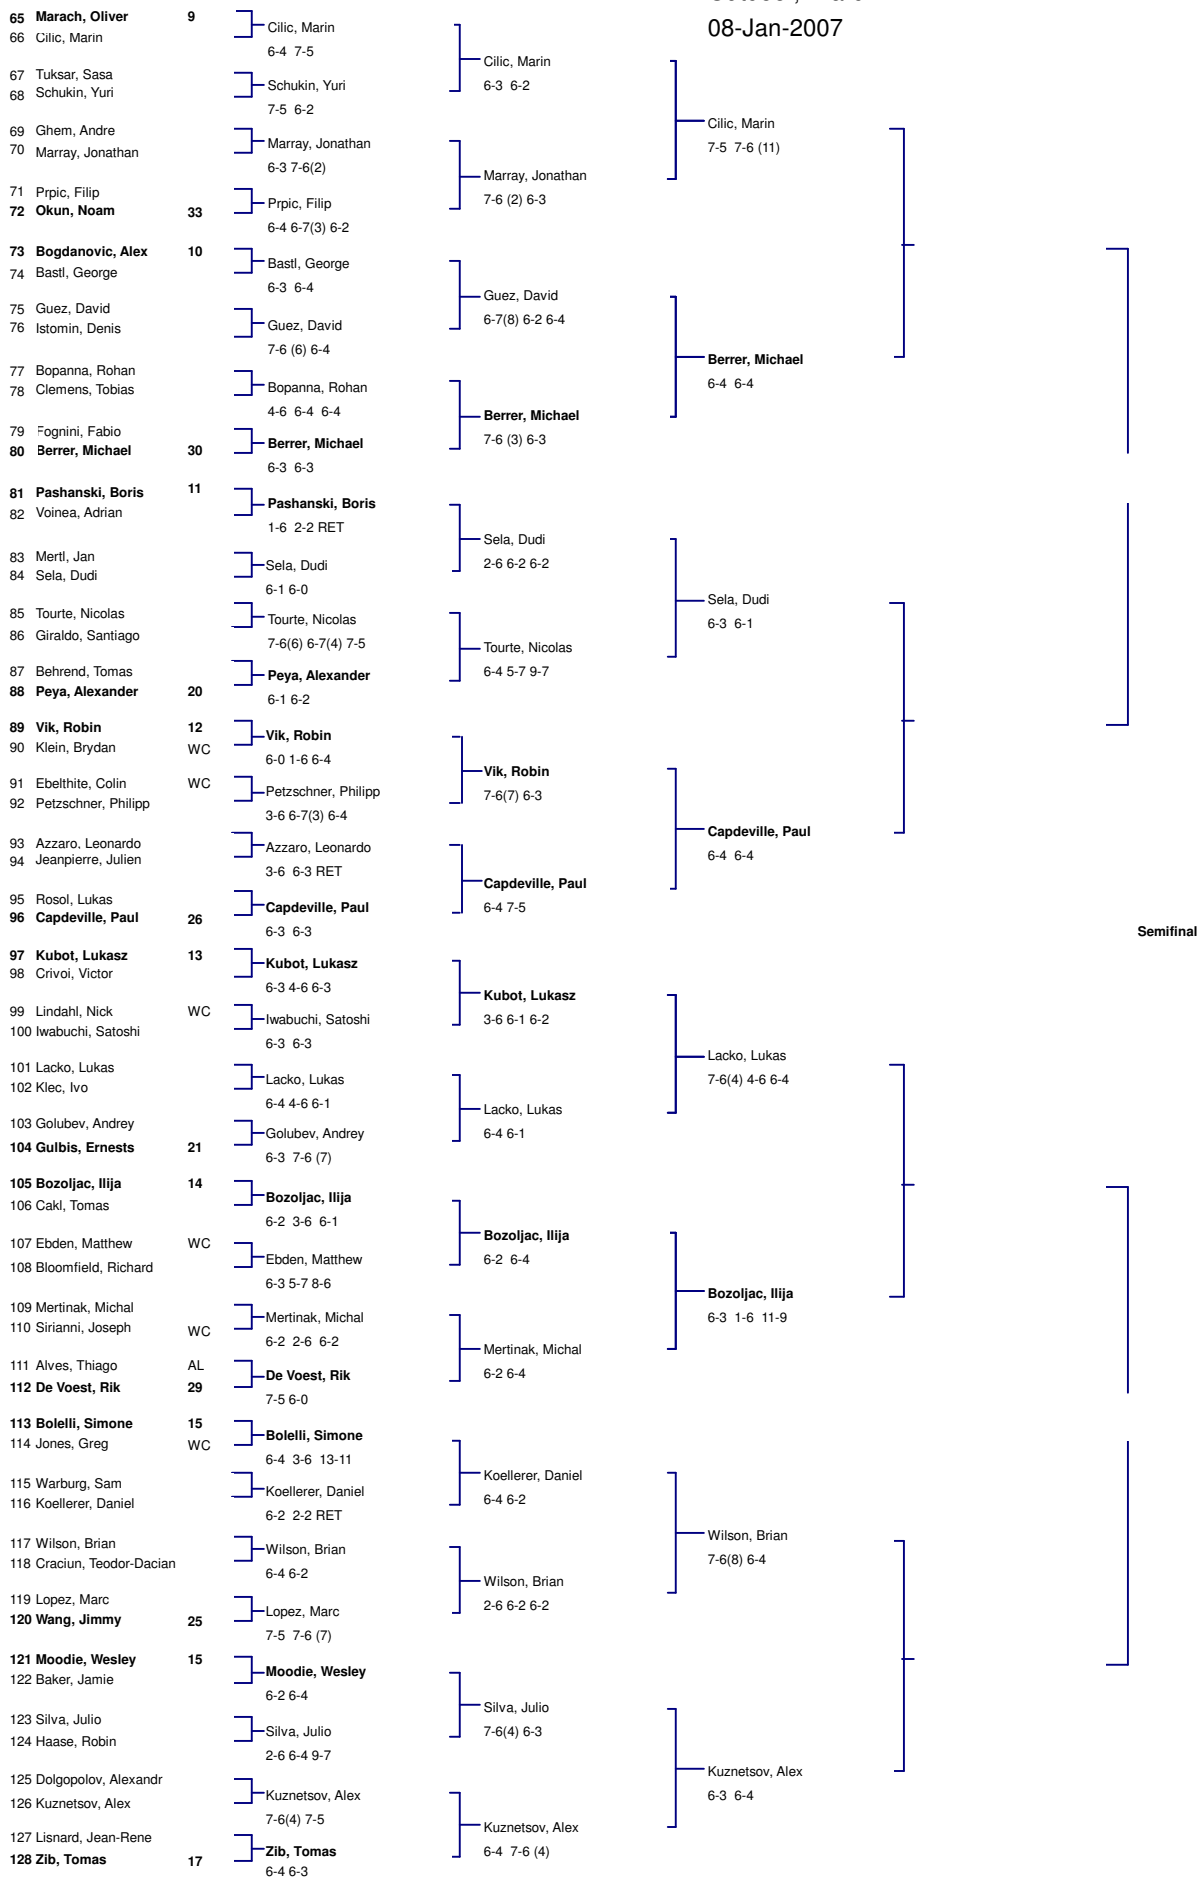 08-Jan-2007
65 Marach, Oliver 9
66 Cilic, Marin
67 Tuksar, Sasa
68 Schukin, Yuri
69 Ghem, Andre
70 Marray, Jonathan
71 Prpic, Filip
72 Okun, Noam 33
73 Bogdanovic, Alex 10
74 Bastl, George
75 Guez, David
76 Istomin, Denis
77 Bopanna, Rohan
78 Clemens, Tobias
79 Fognini, Fabio
80 Berrer, Michael 30
81 Pashanski, Boris 11
82 Voinea, Adrian
83 Mertl, Jan
84 Sela, Dudi
85 Tourte, Nicolas
86 Giraldo, Santiago
87 Behrend, Tomas
88 Peya, Alexander 20
89 Vik, Robin 12
90 Klein, Brydan WC
91 Ebelthite, Colin WC
92 Petzschner, Philipp
93 Azzaro, Leonardo
94 Jeanpierre, Julien
95 Rosol, Lukas
96 Capdeville, Paul 26
97 Kubot, Lukasz 13
98 Crivoi, Victor
99 Lindahl, Nick WC
100 Iwabuchi, Satoshi
101 Lacko, Lukas
102 Klec, Ivo
103 Golubev, Andrey
104 Gulbis, Ernests 21
105 Bozoljac, Ilija 14
106 Cakl, Tomas
107 Ebden, Matthew WC
108 Bloomfield, Richard
109 Mertinak, Michal
110 Sirianni, Joseph WC
111 Alves, Thiago AL
112 De Voest, Rik 29
113 Bolelli, Simone 15
114 Jones, Greg WC
115 Warburg, Sam
116 Koellerer, Daniel
117 Wilson, Brian
118 Craciun, Teodor-Dacian
119 Lopez, Marc
120 Wang, Jimmy 25
121 Moodie, Wesley 15
122 Baker, Jamie
123 Silva, Julio
124 Haase, Robin
125 Dolgopolov, Alexandr
126 Kuznetsov, Alex
127 Lisnard, Jean-Rene
128 Zib, Tomas 17
Cilic, Marin
6-4 7-5
Schukin, Yuri
7-5 6-2
Marray, Jonathan
6-3 7-6(2)
Prpic, Filip
6-4 6-7(3) 6-2
Bastl, George
6-3 6-4
Guez, David
7-6 (6) 6-4
Bopanna, Rohan
4-6 6-4 6-4
Berrer, Michael
6-3 6-3
Pashanski, Boris
1-6 2-2 RET
Sela, Dudi
6-1 6-0
Tourte, Nicolas
7-6(6) 6-7(4) 7-5
Peya, Alexander
6-1 6-2
Vik, Robin
6-0 1-6 6-4
Petzschner, Philipp
3-6 6-7(3) 6-4
Azzaro, Leonardo
3-6 6-3 RET
Capdeville, Paul
6-3 6-3
Kubot, Lukasz
6-3 4-6 6-3
Iwabuchi, Satoshi
6-3 6-3
Lacko, Lukas
6-4 4-6 6-1
Golubev, Andrey
6-3 7-6 (7)
Bozoljac, Ilija
6-2 3-6 6-1
Ebden, Matthew
6-3 5-7 8-6
Mertinak, Michal
6-2 2-6 6-2
De Voest, Rik
7-5 6-0
Bolelli, Simone
6-4 3-6 13-11
Koellerer, Daniel
6-2 2-2 RET
Wilson, Brian
6-4 6-2
Lopez, Marc
7-5 7-6 (7)
Moodie, Wesley
6-2 6-4
Silva, Julio
2-6 6-4 9-7
Kuznetsov, Alex
7-6(4) 7-5
Zib, Tomas
6-4 6-3
Cilic, Marin
6-3 6-2
Marray, Jonathan
7-6 (2) 6-3
Guez, David
6-7(8) 6-2 6-4
Berrer, Michael
7-6 (3) 6-3
Sela, Dudi
2-6 6-2 6-2
Tourte, Nicolas
6-4 5-7 9-7
Vik, Robin
7-6(7) 6-3
Capdeville, Paul
6-4 7-5
Kubot, Lukasz
3-6 6-1 6-2
Lacko, Lukas
6-4 6-1
Bozoljac, Ilija
6-2 6-4
Mertinak, Michal
6-2 6-4
Koellerer, Daniel
6-4 6-2
Wilson, Brian
2-6 6-2 6-2
Silva, Julio
7-6(4) 6-3
Kuznetsov, Alex
6-4 7-6 (4)
Cilic, Marin
7-5 7-6 (11)
Berrer, Michael
6-4 6-4
Sela, Dudi
6-3 6-1
Capdeville, Paul
6-4 6-4
Lacko, Lukas
7-6(4) 4-6 6-4
Bozoljac, Ilija
6-3 1-6 11-9
Wilson, Brian
7-6(8) 6-4
Kuznetsov, Alex
6-3 6-4
Semifinal